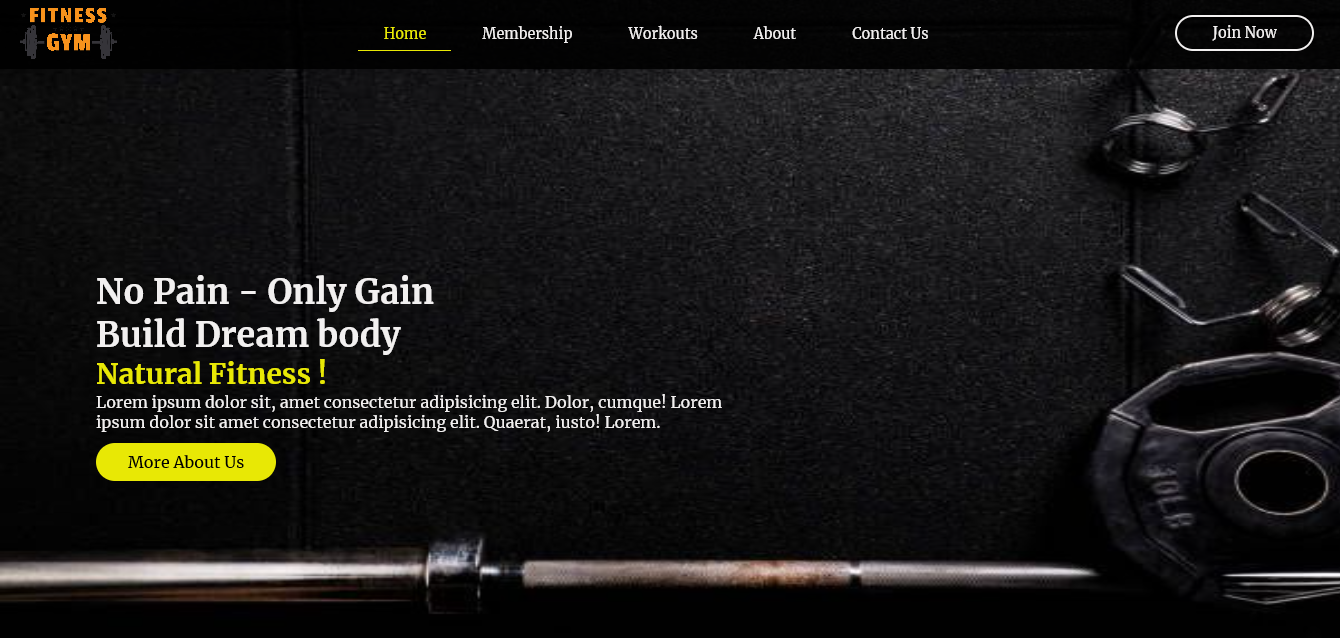 FITNESS
GYM
Home
Membership
Workouts
About
Contact Us
Join Now
No Pain - Only Gain
Build Dream body
Natural Fitness !
Lorem ipsum dolor sit, amet consectetur adipisicing elit. Dolor, cumque! Lorem
ipsum dolor sit amet consectetur adipisicing elit. Quaerat, iusto! Lorem.
More About Us
10LB